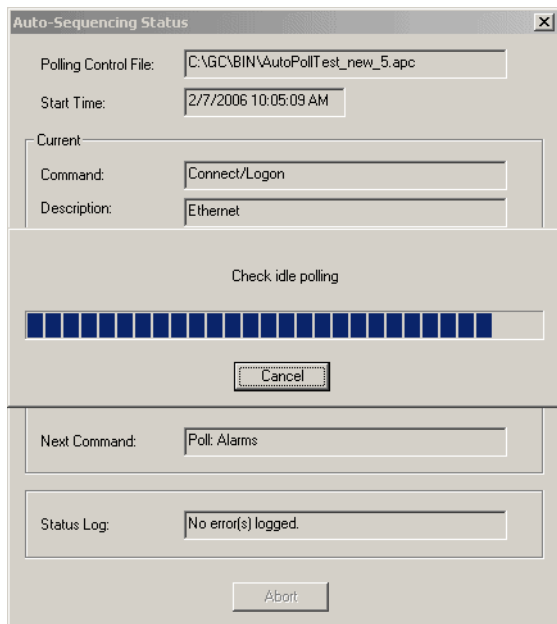 Auto-Sequencing Status
Polling Control File: C:\GC\BIN\AutoPollTest_new_5.apc
Start Time: 2/7/2006 10:05:09 AM
Current
Command: Connect/Logon
Description: Ethernet
Check idle polling
Cancel
Next Command: Poll: Alarms
Status Log: No error(s) logged.
Abort